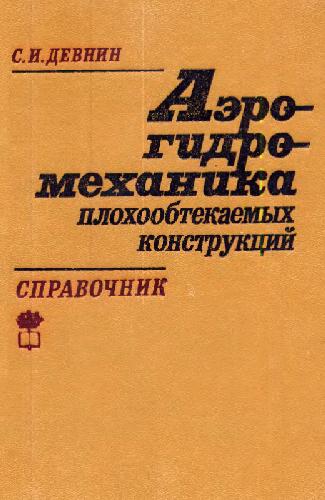 С.И.ДЕВНИН
Аэро-
гидро-
механика
плохообтекаемых
конструкций
СПРАВОЧНИК